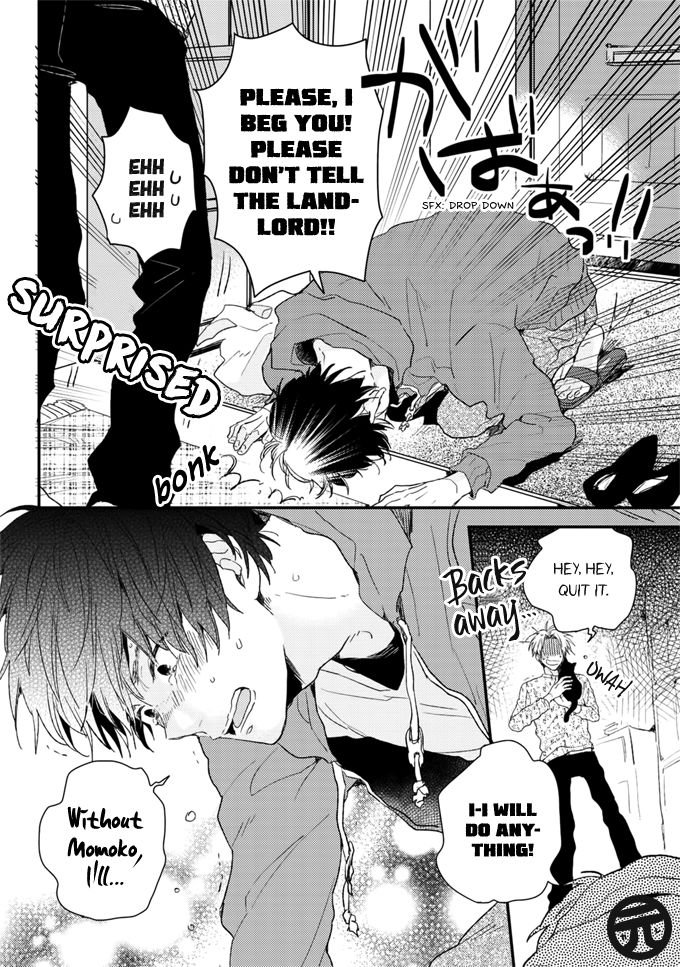 がばぁっ!!
SFX: DROP DOWN
PLEASE, I
BEG YOU!
PLEASE
DON'T TELL
THE LAND-
LORD!!
EHH
EHH
EHH
SURPRISED
bonk
HEY, HEY,
QUIT IT.
Backs
away...
OWAH
I-I WILL
DO ANY-
THING!
Without
Momoko,
I'll...
元